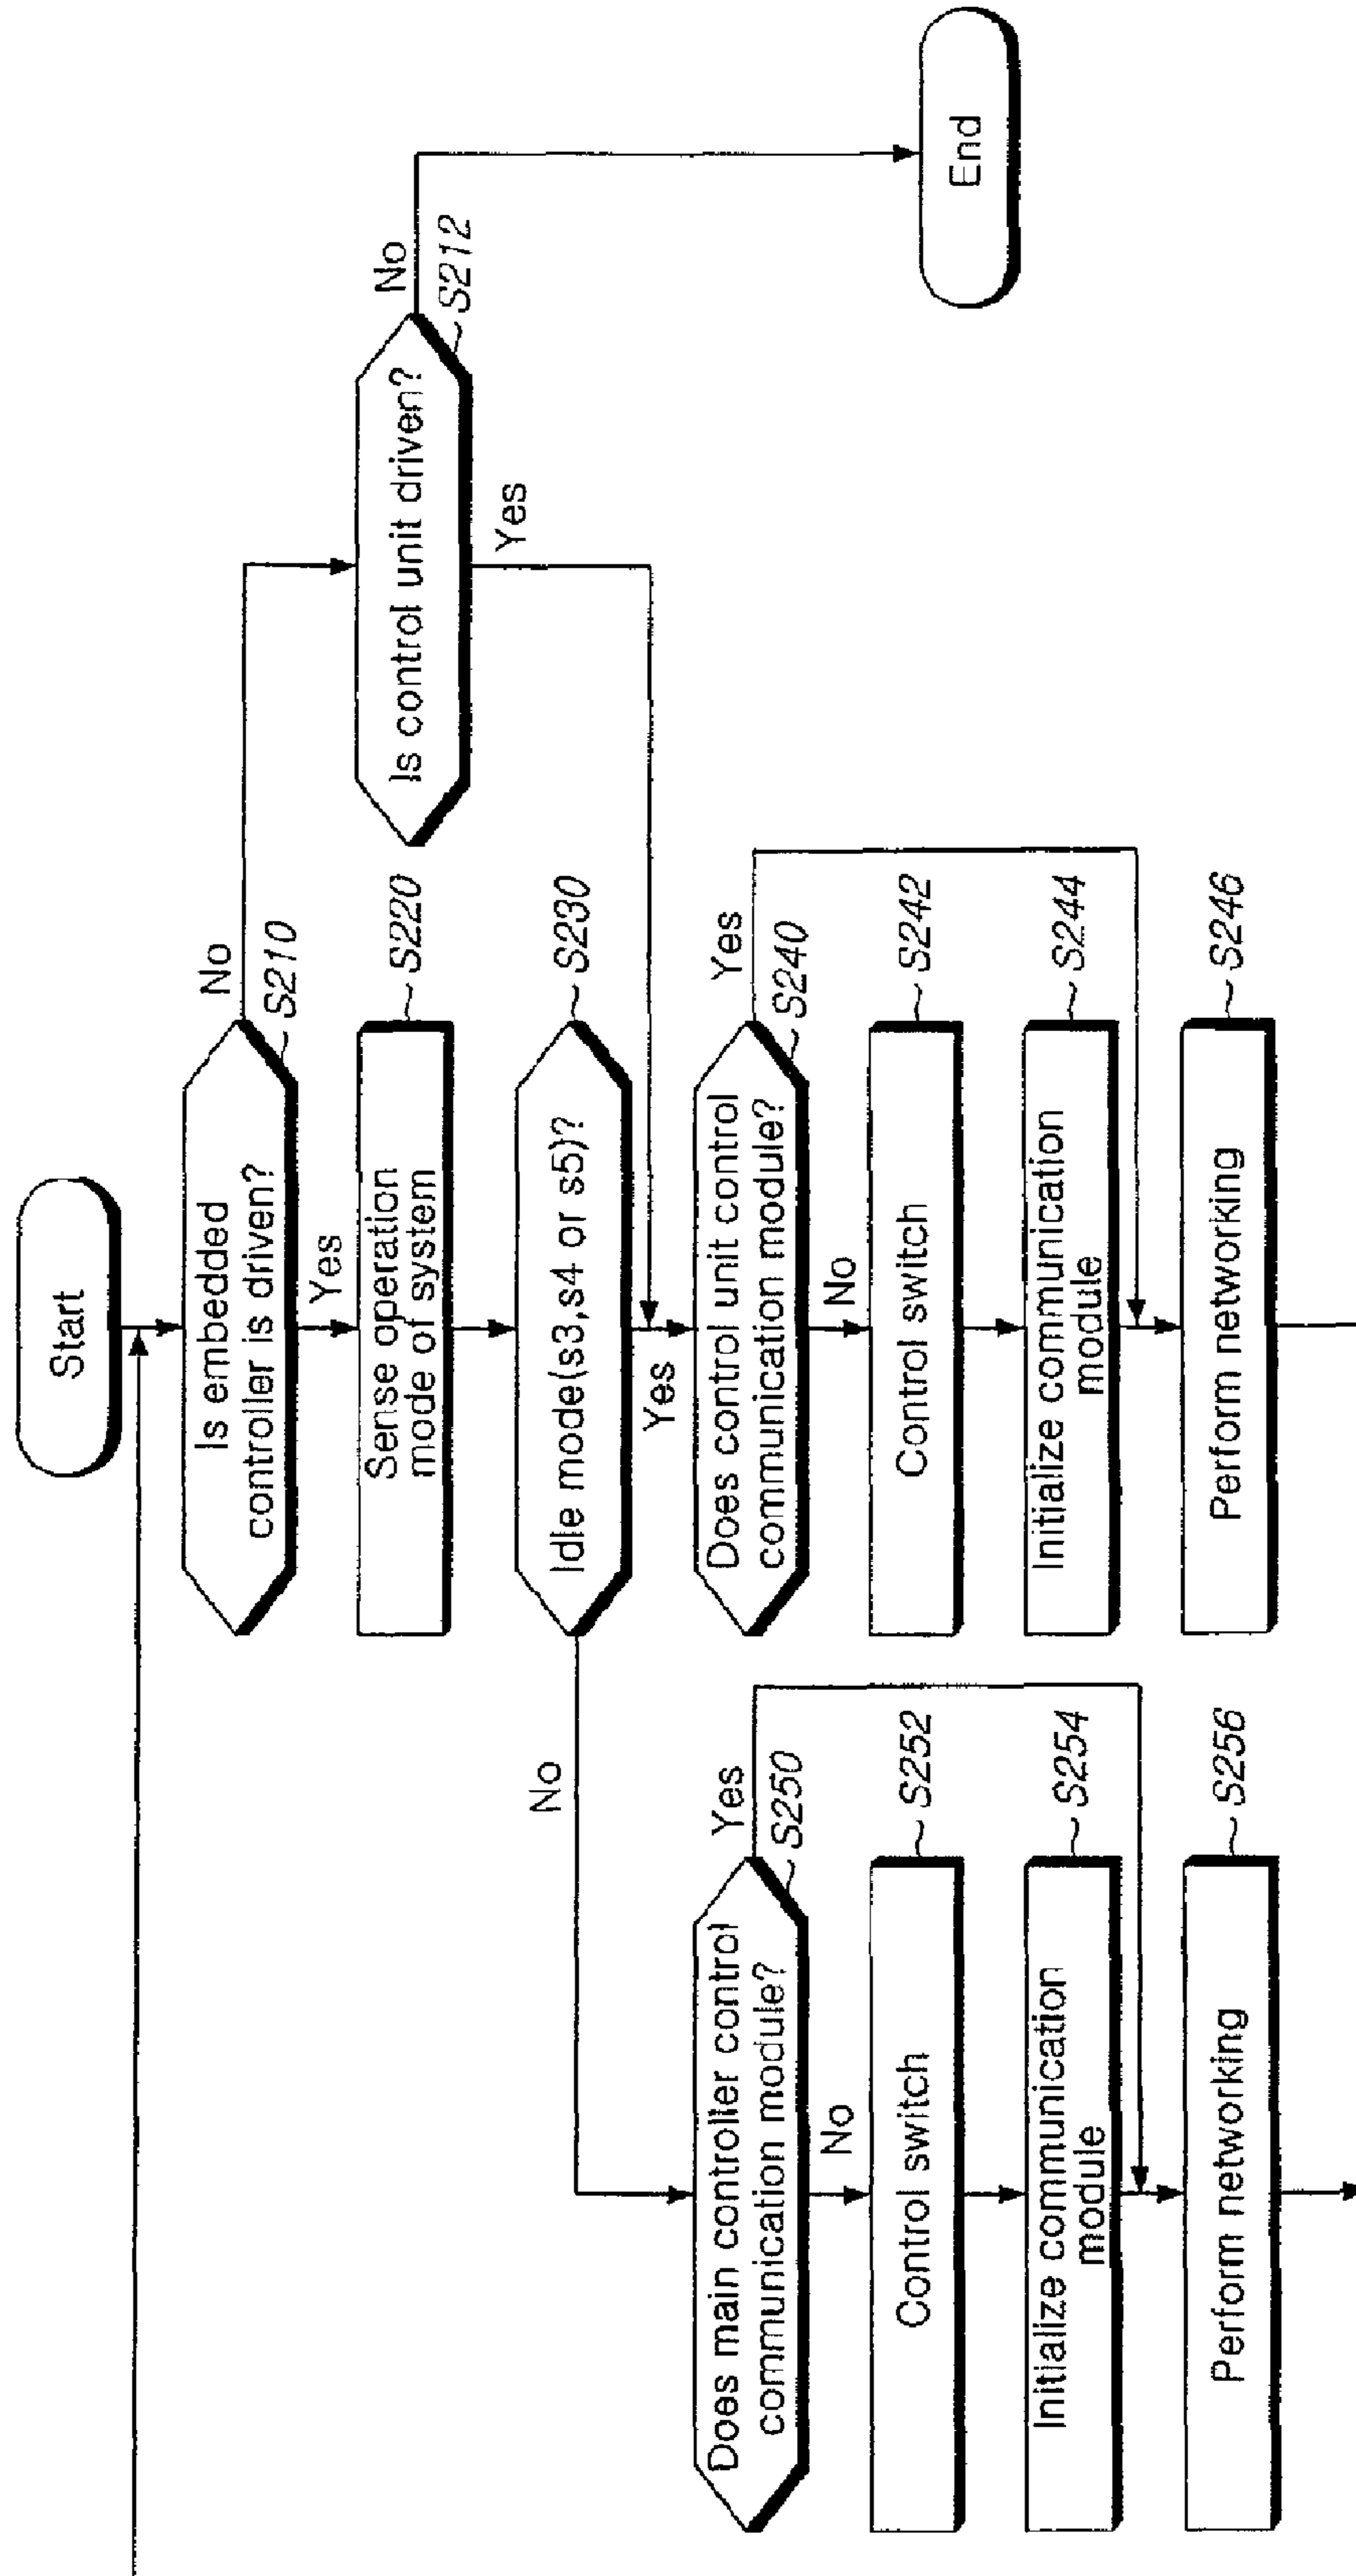 Start
Is embedded
controller is driven?
S210
No
Yes
Is control unit driven?
S212
No
Yes
End
Sense operation
mode of system
S220
Idle mode(s3,s4 or s5)?
S230
No
Yes
Does main controller control
communication module?
S250
Yes
No
Control switch
S252
Initialize communication
module
S254
Perform networking
S256
Does control unit control
communication module?
S240
Yes
No
Control switch
S242
Initialize communication
module
S244
Perform networking
S246